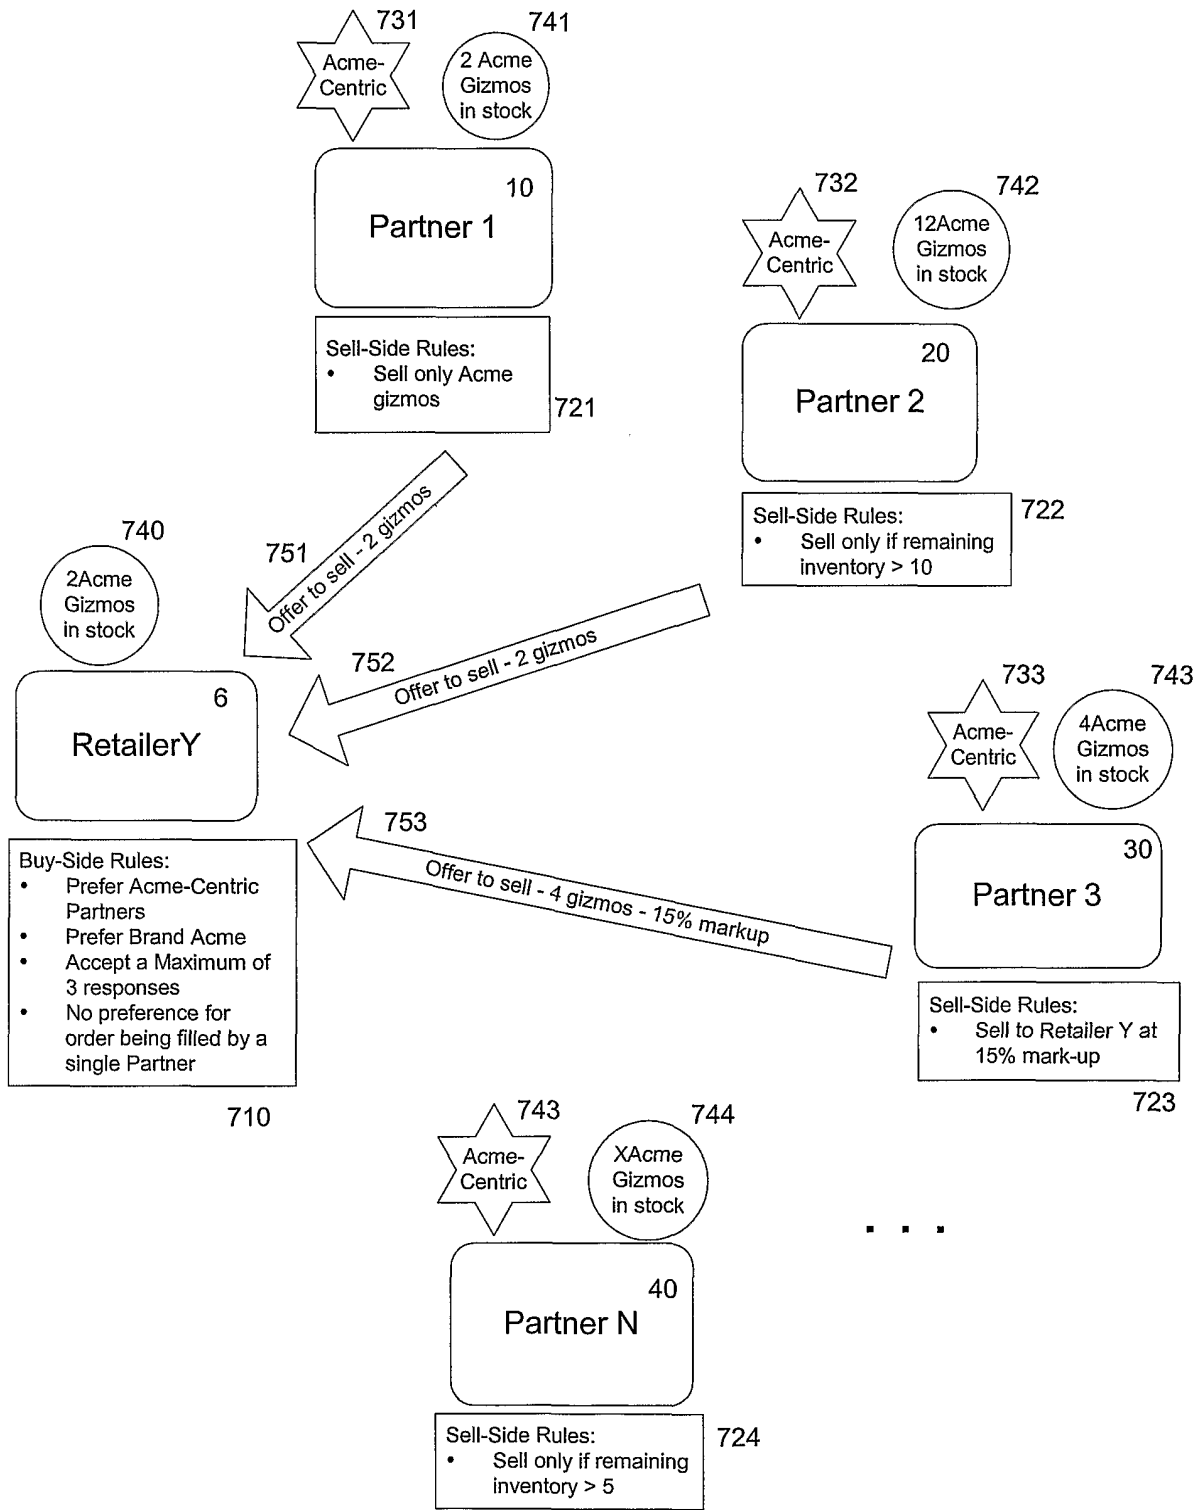 731
741
Acme-
Centric
2 Acme
Gizmos
in stock
10
Partner 1
Sell-Side Rules:
• Sell only Acme
gizmos
721
732
742
Acme-
Centric
12Acme
Gizmos
in stock
20
Partner 2
Sell-Side Rules:
• Sell only if remaining
inventory > 10
722
751
Offer to sell - 2 gizmos
740
2Acme
Gizmos
in stock
752
Offer to sell - 2 gizmos
6
RetailerY
733
743
Acme-
Centric
4Acme
Gizmos
in stock
753
Offer to sell - 4 gizmos - 15% markup
30
Partner 3
Buy-Side Rules:
• Prefer Acme-Centric
Partners
• Prefer Brand Acme
• Accept a Maximum of
3 responses
• No preference for
order being filled by a
single Partner
710
Sell-Side Rules:
• Sell to Retailer Y at
15% mark-up
723
743
744
Acme-
Centric
XAcme
Gizmos
in stock
. . .
40
Partner N
Sell-Side Rules:
• Sell only if remaining
inventory > 5
724